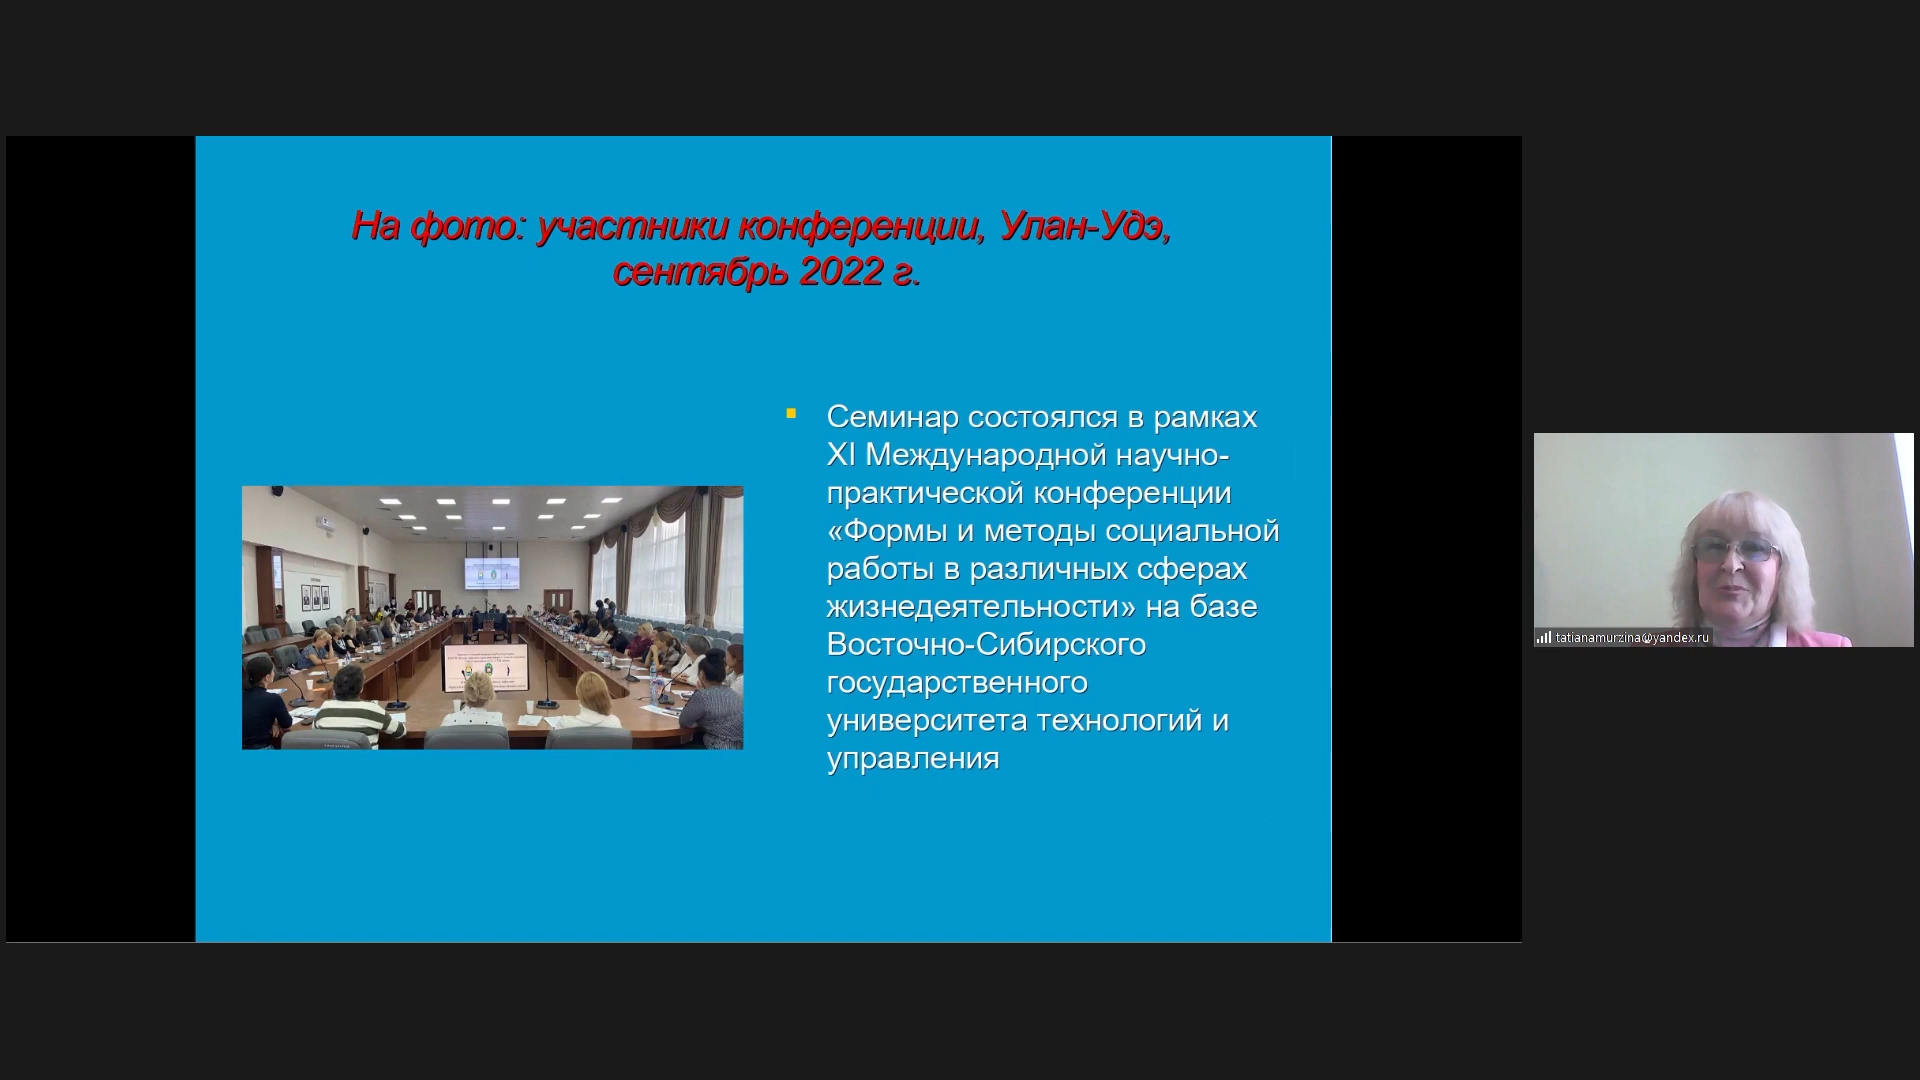 На фото: участники конференции, Улан-Удэ,
сентябрь 2022 г.
Семинар состоялся в рамках
XI Международной научно-
практической конференции
«Формы и методы социальной
работы в различных сферах
жизнедеятельности» на базе
Восточно-Сибирского
государственного
университета технологий и
управления
tatianamurzina@yandex.ru